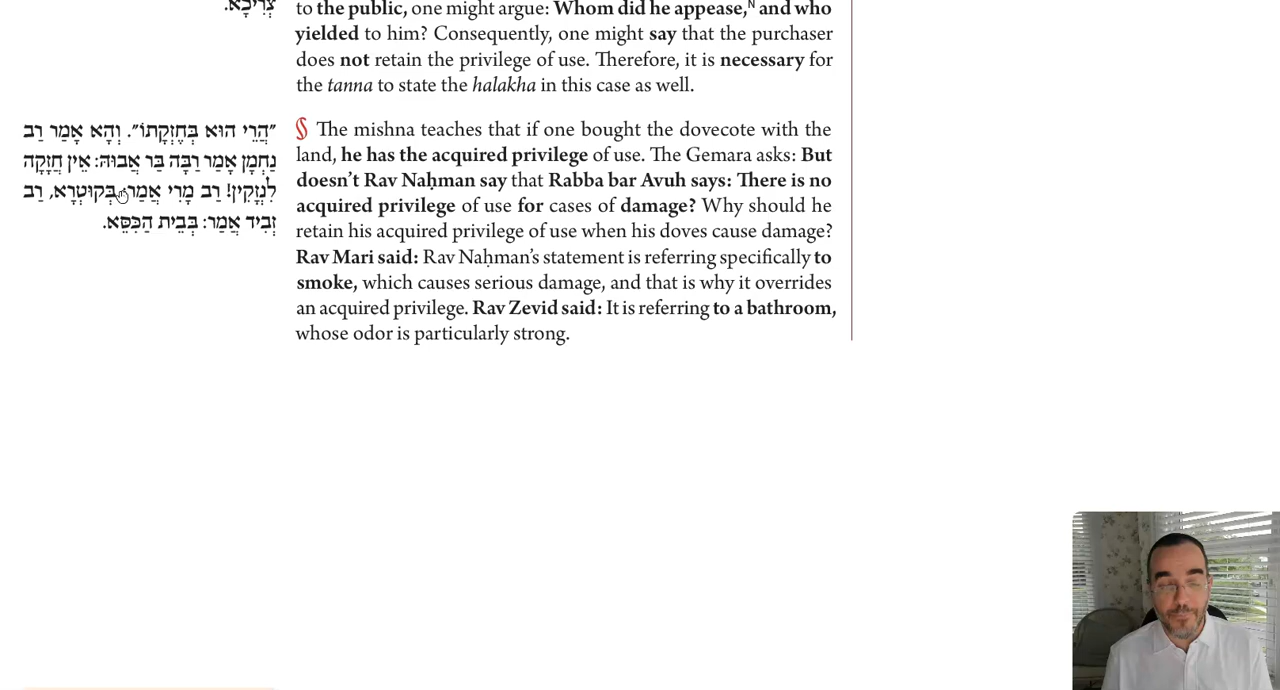 צְרִיכָא.
to the public, one might argue: Whom did he appease,ᴺ and who
yielded to him? Consequently, one might say that the purchaser
does not retain the privilege of use. Therefore, it is necessary for
the tanna to state the halakha in this case as well.
״הֲרֵי הוּא בְּחֶזְקָתוֹ״. וְהָא אָמַר רַב
נַחְמָן אָמַר רַבָּה בַּר אֲבוּהּ: אֵין חֲזָקָה
לִנְזָקִין! רַב מָרִי אֲמַר: בְּקוּטְרָא, רַב
זְבִיד אֲמַר: בְּבֵית הַכִּסֵּא.
§ The mishna teaches that if one bought the dovecote with the
land, he has the acquired privilege of use. The Gemara asks: But
doesn’t Rav Naḥman say that Rabba bar Avuh says: There is no
acquired privilege of use for cases of damage? Why should he
retain his acquired privilege of use when his doves cause damage?
Rav Mari said: Rav Naḥman’s statement is referring specifically to
smoke, which causes serious damage, and that is why it overrides
an acquired privilege. Rav Zevid said: It is referring to a bathroom,
whose odor is particularly strong.